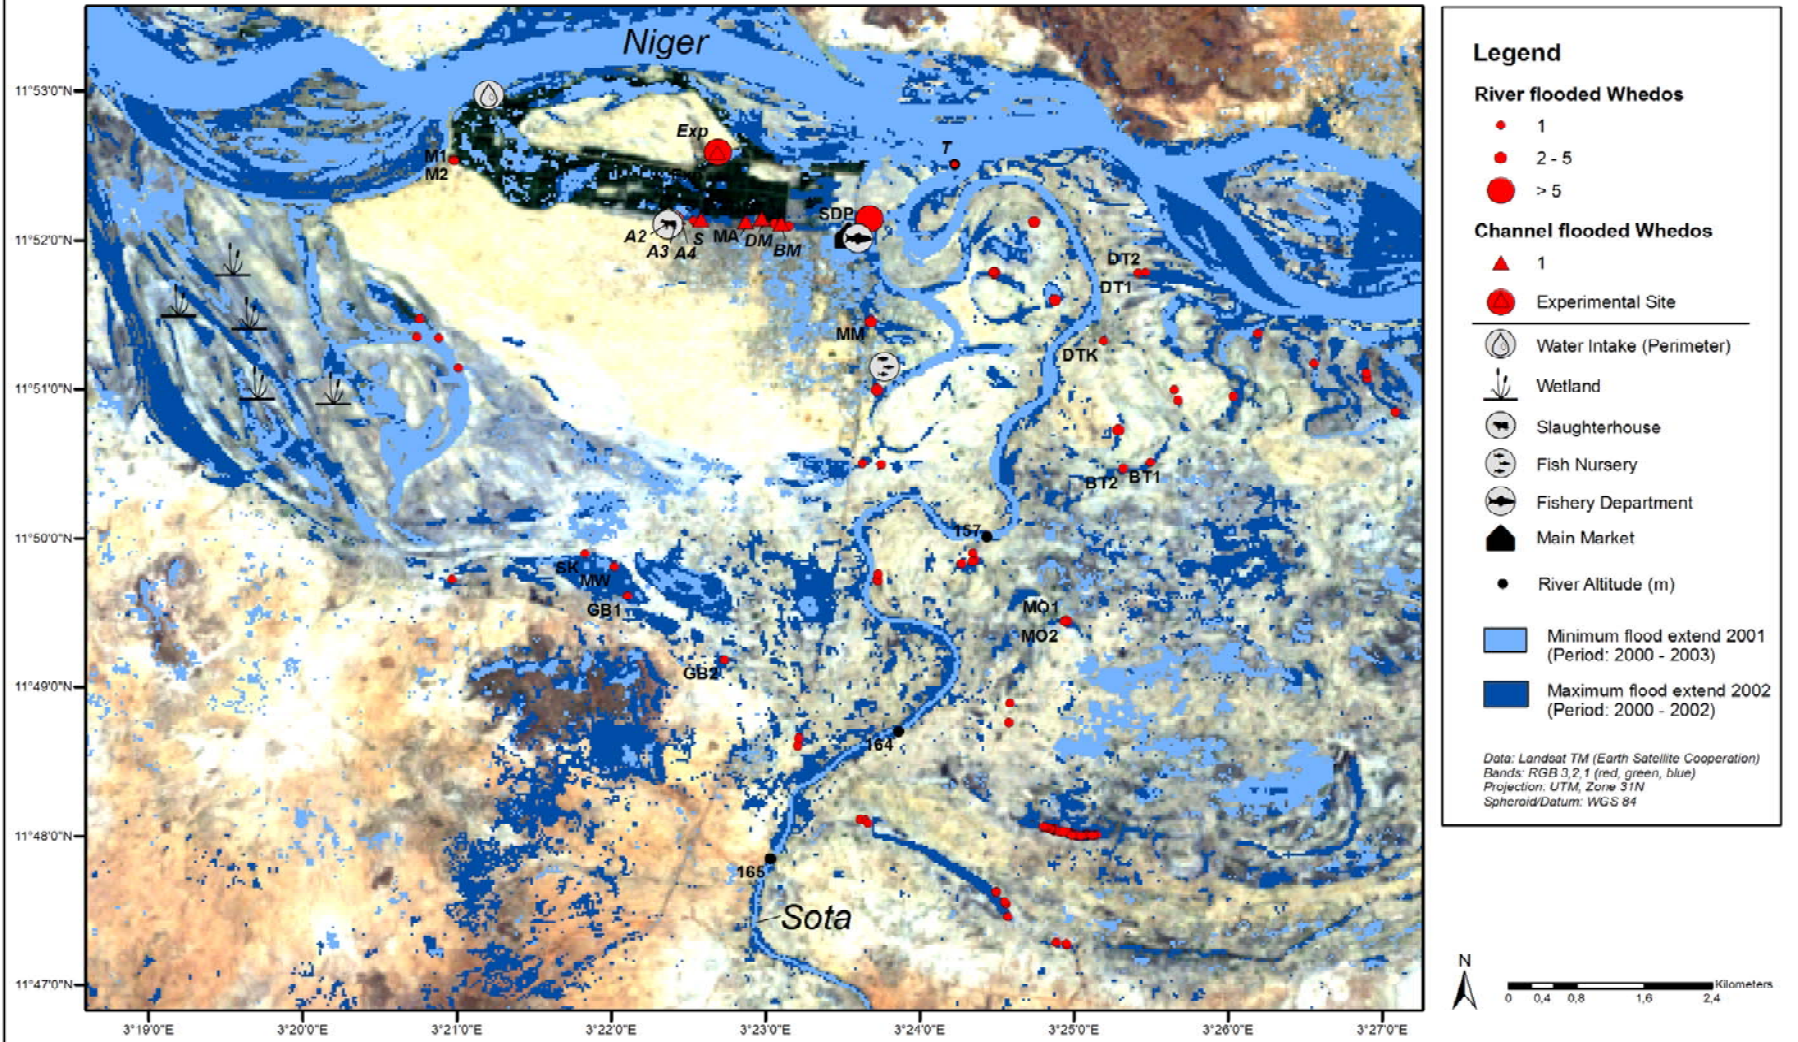 Niger
11°53'0"N
Exp
M1
M2
T
SDP
11°52'0"N
A2
A3
A4
S
MA
DM
BM
DT2
DT1
MM
DTK
11°51'0"N
BT2
BT1
11°50'0"N
157
SK
MW
GB1
MO1
MO2
GB2
11°49'0"N
164
11°48'0"N
165
Sota
11°47'0"N
3°19'0"E
3°20'0"E
3°21'0"E
3°22'0"E
3°23'0"E
3°24'0"E
3°25'0"E
3°26'0"E
3°27'0"E
Legend
River flooded Whedos
1
2 - 5
> 5
Channel flooded Whedos
1
Experimental Site
Water Intake (Perimeter)
Wetland
Slaughterhouse
Fish Nursery
Fishery Department
Main Market
River Altitude (m)
Minimum flood extend 2001
(Period: 2000 - 2003)
Maximum flood extend 2002
(Period: 2000 - 2002)
Data: Landsat TM (Earth Satellite Cooperation)
Bands: RGB 3,2,1 (red, green, blue)
Projection: UTM, Zone 31N
Spheroid/Datum: WGS 84
N
Kilometers
0 0,4 0,8 1,6 2,4